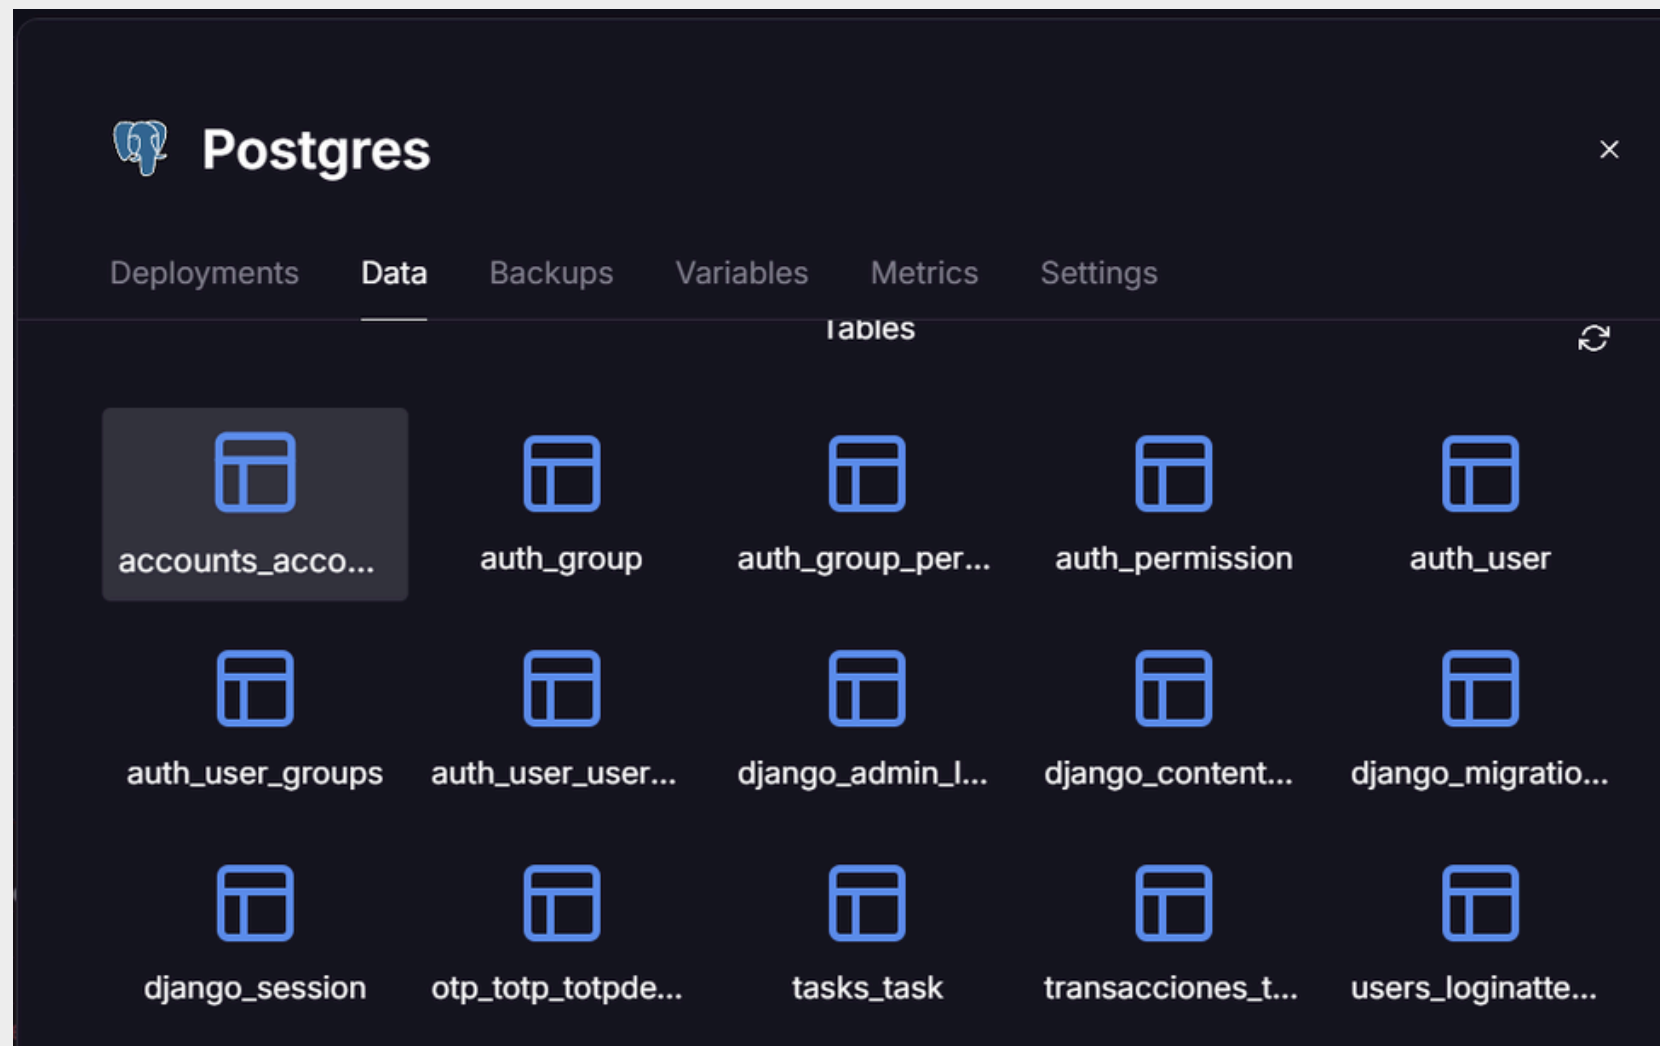 Postgres
Deployments Data Backups Variables Metrics Settings
Tables
accounts_acco... auth_group auth_group_per... auth_permission auth_user
auth_user_groups auth_user_user... django_admin_l... django_content... django_migratio...
django_session otp_totp_totpde... tasks_task transacciones_t... users_loginatte...